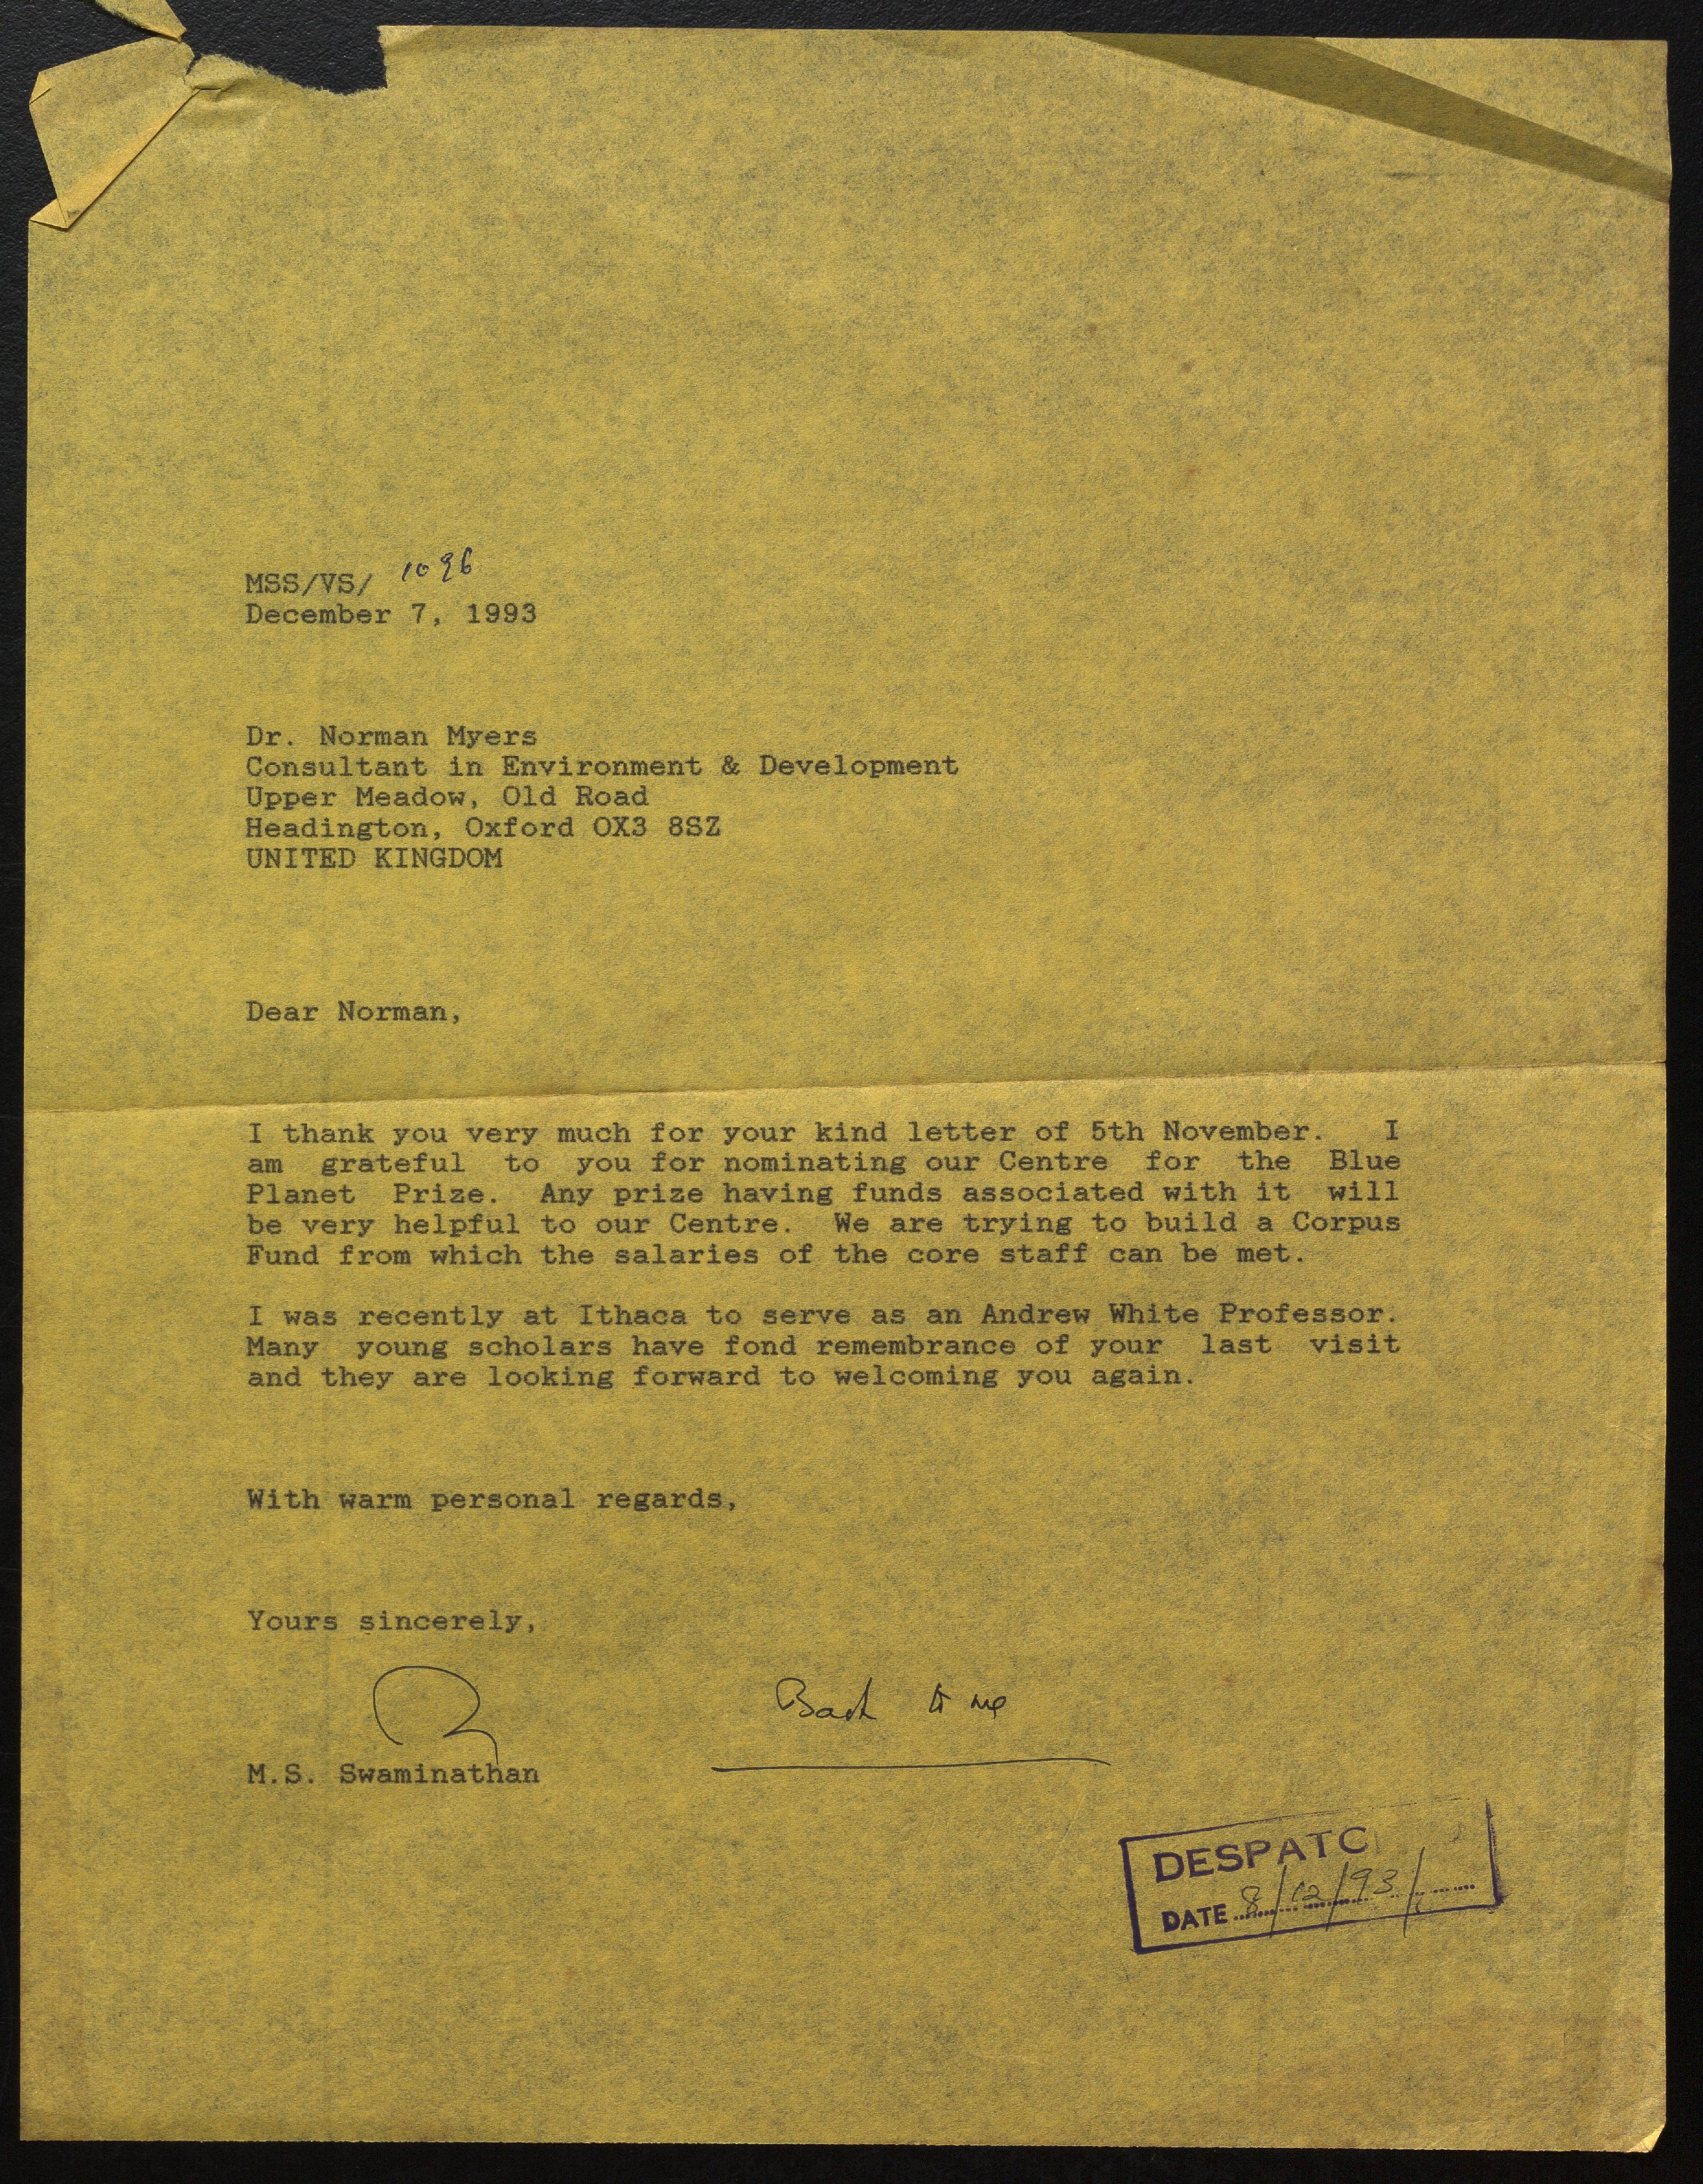 MSS/VS/ 1096
December 7, 1993
Dr. Norman Myers
Consultant in Environment & Development
Upper Meadow, Old Road
Headington, Oxford OX3 8SZ
UNITED KINGDOM
Dear Norman,
I thank you very much for your kind letter of 5th November. I
am grateful to you for nominating our Centre for the Blue
Planet Prize. Any prize having funds associated with it will
be very helpful to our Centre. We are trying to build a Corpus
Fund from which the salaries of the core staff can be met.
I was recently at Ithaca to serve as an Andrew White Professor.
Many young scholars have fond remembrance of your last visit
and they are looking forward to welcoming you again.
With warm personal regards,
Yours sincerely,
Back to me
M.S. Swaminathan
DESPATC
DATE 8/12/93